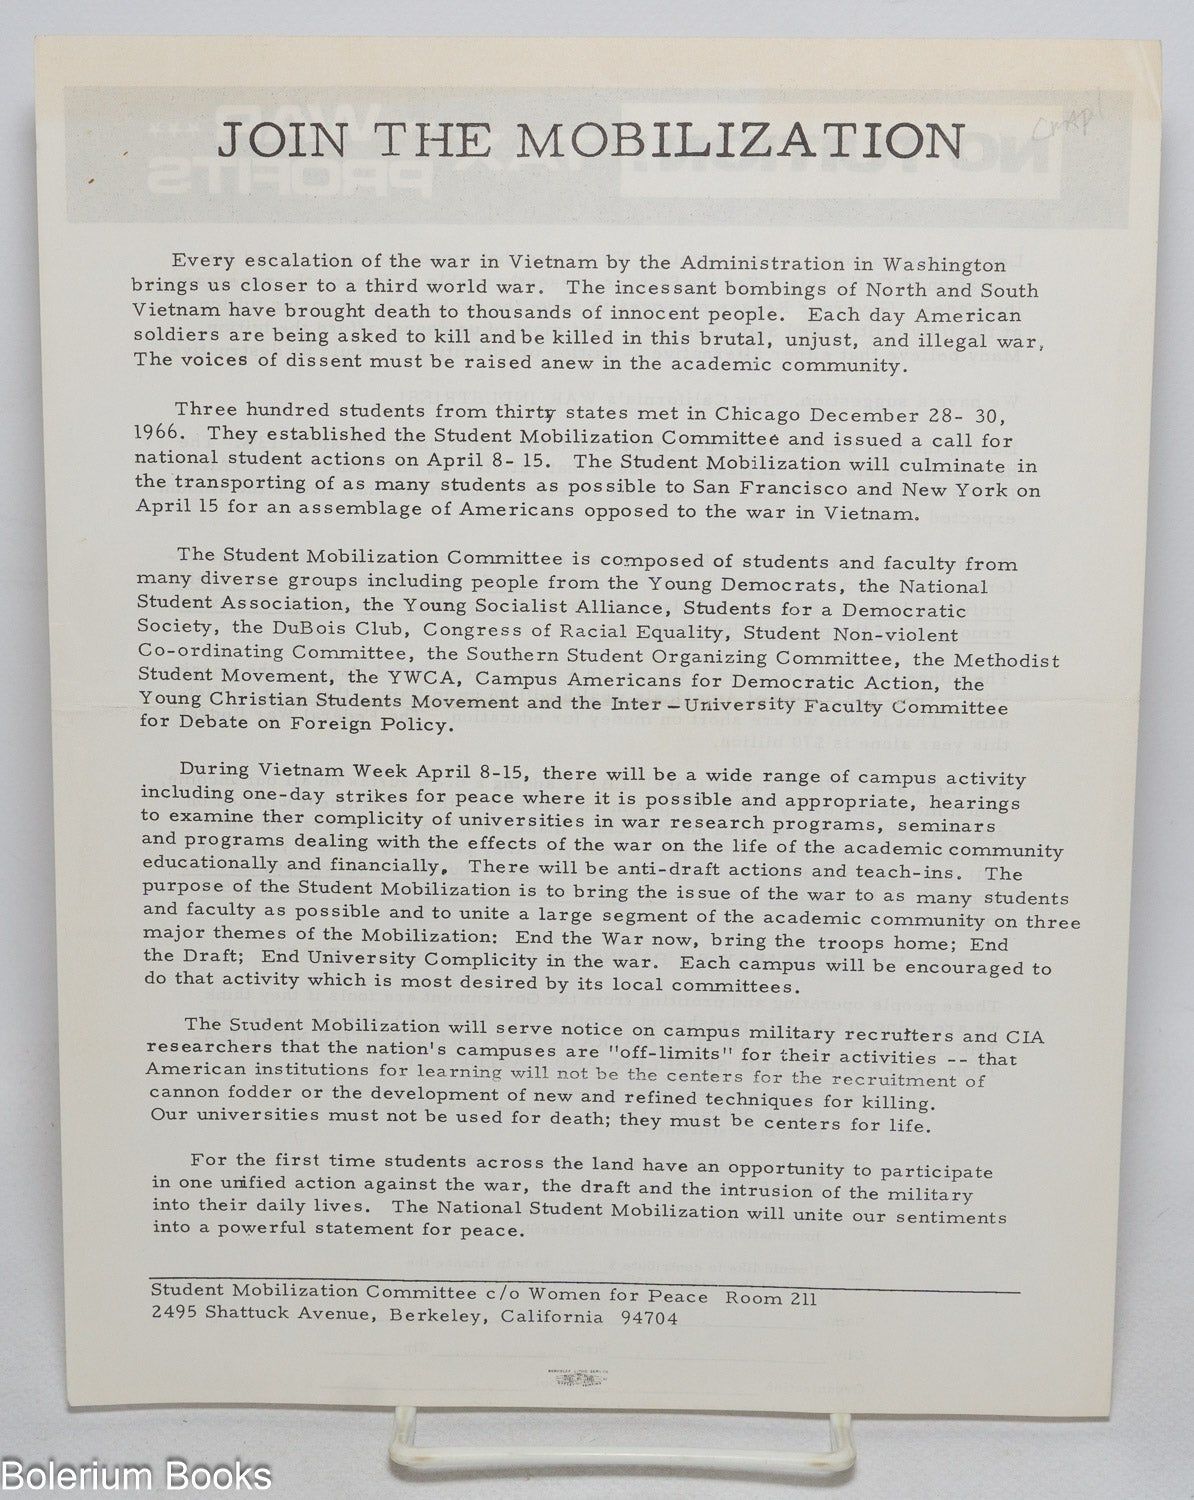 JOIN THE MOBILIZATION
Every escalation of the war in Vietnam by the Administration in Washington
brings us closer to a third world war. The incessant bombings of North and South
Vietnam have brought death to thousands of innocent people. Each day American
soldiers are being asked to kill and be killed in this brutal, unjust, and illegal war,
The voices of dissent must be raised anew in the academic community.
Three hundred students from thirty states met in Chicago December 28- 30,
1966. They established the Student Mobilization Committee and issued a call for
national student actions on April 8- 15. The Student Mobilization will culminate in
the transporting of as many students as possible to San Francisco and New York on
April 15 for an assemblage of Americans opposed to the war in Vietnam.
The Student Mobilization Committee is composed of students and faculty from
many diverse groups including people from the Young Democrats, the National
Student Association, the Young Socialist Alliance, Students for a Democratic
Society, the DuBois Club, Congress of Racial Equality, Student Non-violent
Co-ordinating Committee, the Southern Student Organizing Committee, the Methodist
Student Movement, the YWCA, Campus Americans for Democratic Action, the
Young Christian Students Movement and the Inter-University Faculty Committee
for Debate on Foreign Policy.
During Vietnam Week April 8-15, there will be a wide range of campus activity
including one-day strikes for peace where it is possible and appropriate, hearings
to examine ther complicity of universities in war research programs, seminars
and programs dealing with the effects of the war on the life of the academic community
educationally and financially. There will be anti-draft actions and teach-ins. The
purpose of the Student Mobilization is to bring the issue of the war to as many students
and faculty as possible and to unite a large segment of the academic community on three
major themes of the Mobilization: End the War now, bring the troops home; End
the Draft; End University Complicity in the war. Each campus will be encouraged to
do that activity which is most desired by its local committees.
The Student Mobilization will serve notice on campus military recruiters and CIA
researchers that the nation's campuses are "off-limits" for their activities -- that
American institutions for learning will not be the centers for the recruitment of
cannon fodder or the development of new and refined techniques for killing.
Our universities must not be used for death; they must be centers for life.
For the first time students across the land have an opportunity to participate
in one unified action against the war, the draft and the intrusion of the military
into their daily lives. The National Student Mobilization will unite our sentiments
into a powerful statement for peace.
Student Mobilization Committee c/o Women for Peace Room 211
2495 Shattuck Avenue, Berkeley, California 94704
Bolerium Books